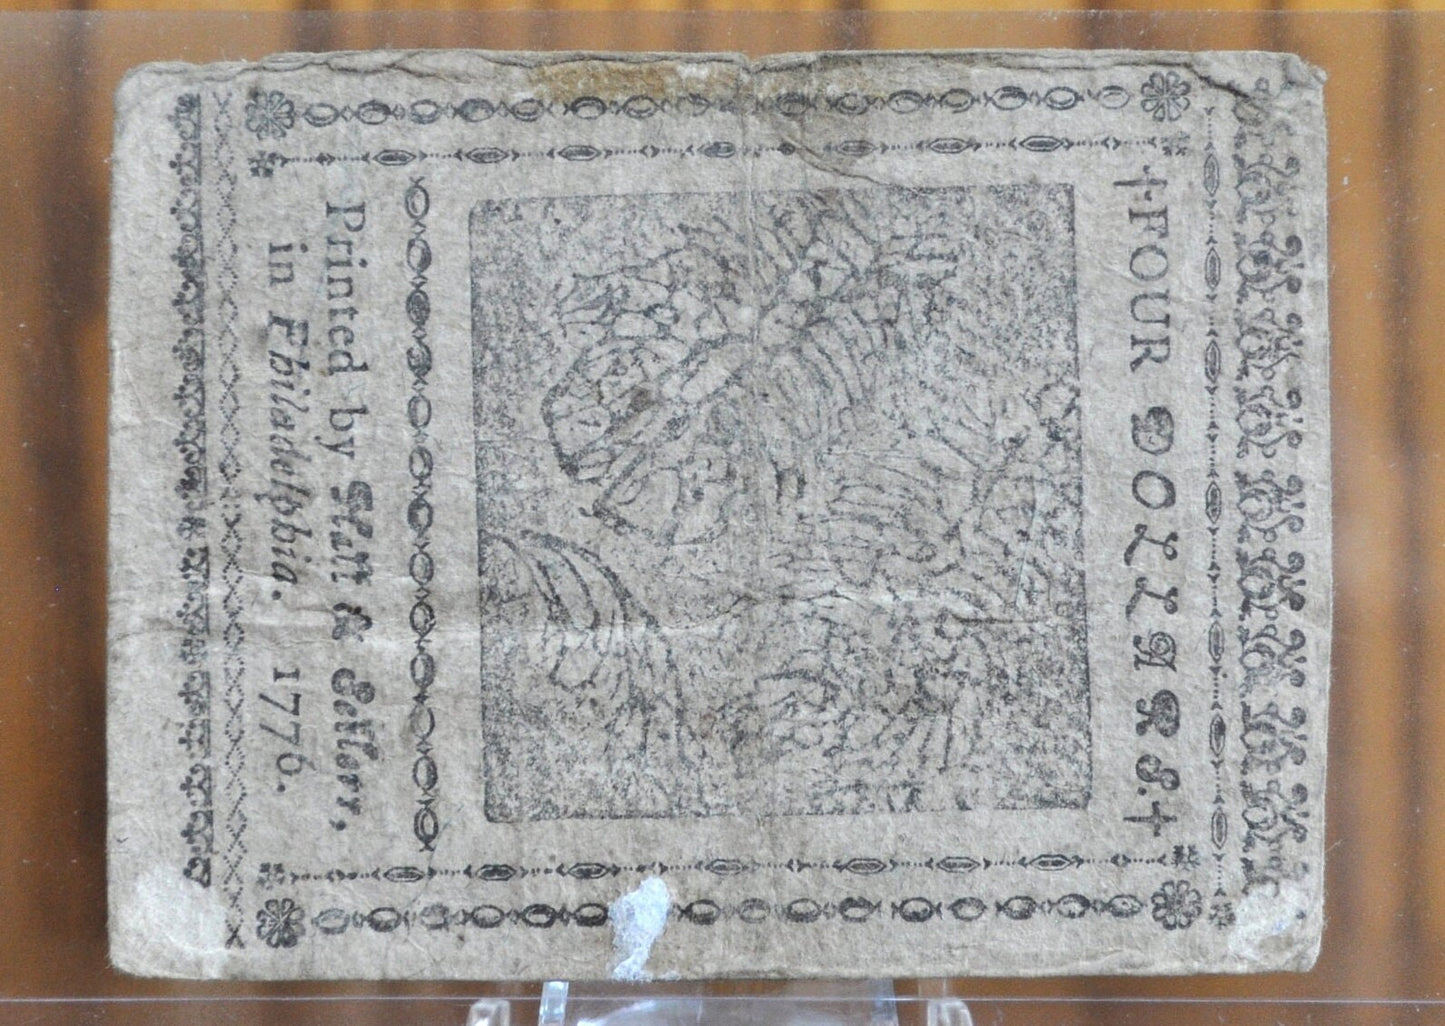 †FOUR DOLLARS.†
Printed by Hall & Sellers,
in Philadelphia. 1776.